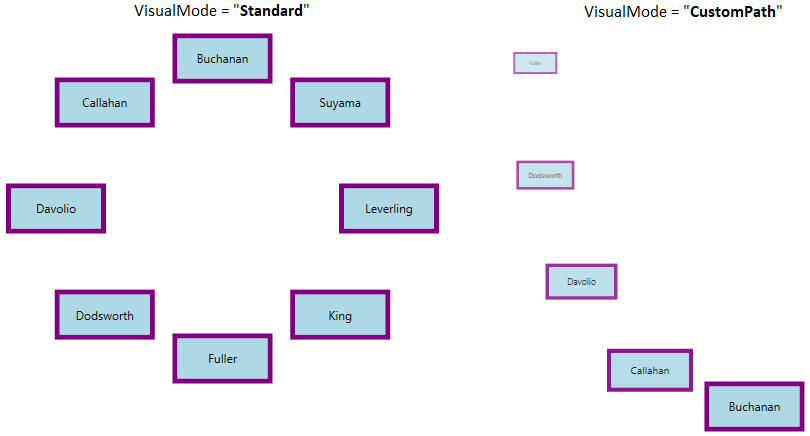 VisualMode = "Standard"
Buchanan
Callahan
Suyama
Davolio
Leverling
Dodsworth
King
Fuller
VisualMode = "CustomPath"
Fuller
Dodsworth
Davolio
Callahan
Buchanan